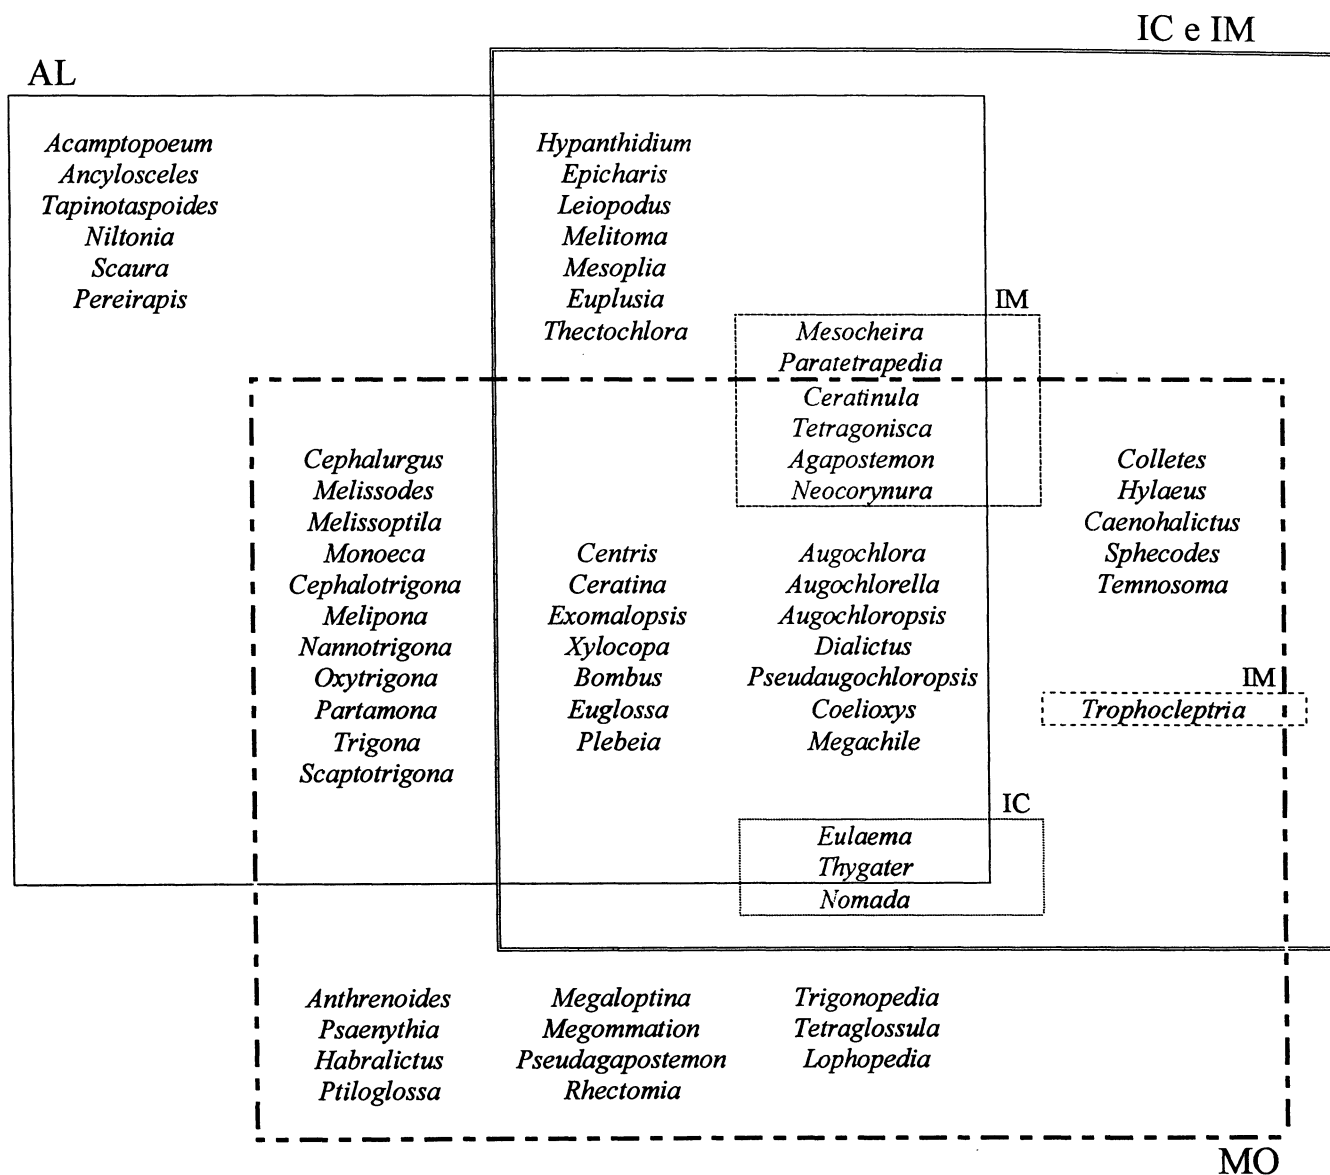 IC e IM
AL
Acamptopoeum
Ancylosceles
Tapinotaspoides
Niltonia
Scaura
Pereirapis
Hypanthidium
Epicharis
Leiopodus
Melitoma
Mesoplia
Euplusia
Thectochlora
IM
Mesocheira
Paratetrapedia
Ceratinula
Tetragonisca
Agapostemon
Neocorynura
Cephalurgus
Melissodes
Melissoptila
Monoeca
Cephalotrigona
Melipona
Nannotrigona
Oxytrigona
Partamona
Trigona
Scaptotrigona
Centris
Ceratina
Exomalopsis
Xylocopa
Bombus
Euglossa
Plebeia
Augochlora
Augochlorella
Augochloropsis
Dialictus
Pseudaugochloropsis
Coelioxys
Megachile
Colletes
Hylaeus
Caenohalictus
Sphecodes
Temnosoma
IM
Trophocleptria
IC
Eulaema
Thygater
Nomada
Anthrenoides
Psaenythia
Habralictus
Ptiloglossa
Megaloptina
Megommation
Pseudagapostemon
Rhectomia
Trigonopedia
Tetraglossula
Lophopedia
MO